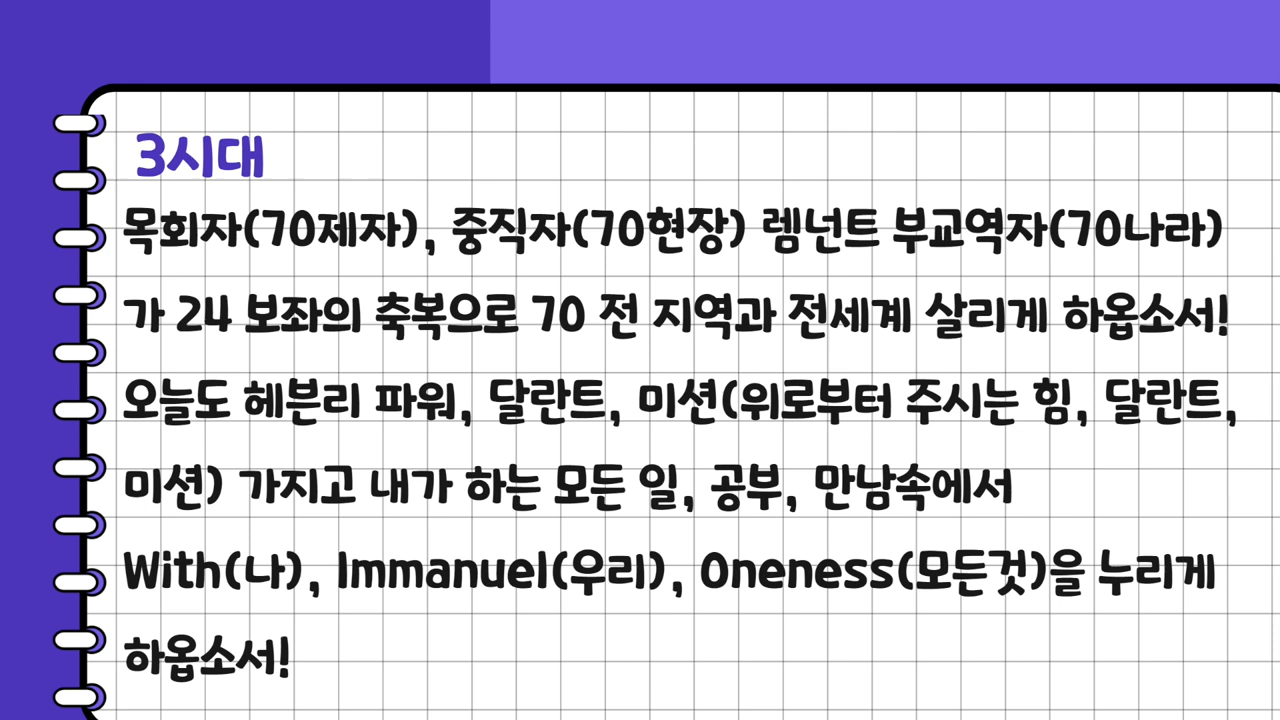 3시대
목회자(70제자), 중직자(70현장) 렘넌트 부교역자(70나라)
가 24 보좌의 축복으로 70 전 지역과 전세계 살리게 하옵소서!
오늘도 헤븐리 파워, 달란트, 미션(위로부터 주시는 힘, 달란트,
미션) 가지고 내가 하는 모든 일, 공부, 만남속에서
With(나), Immanuel(우리), Oneness(모든것)을 누리게
하옵소서!